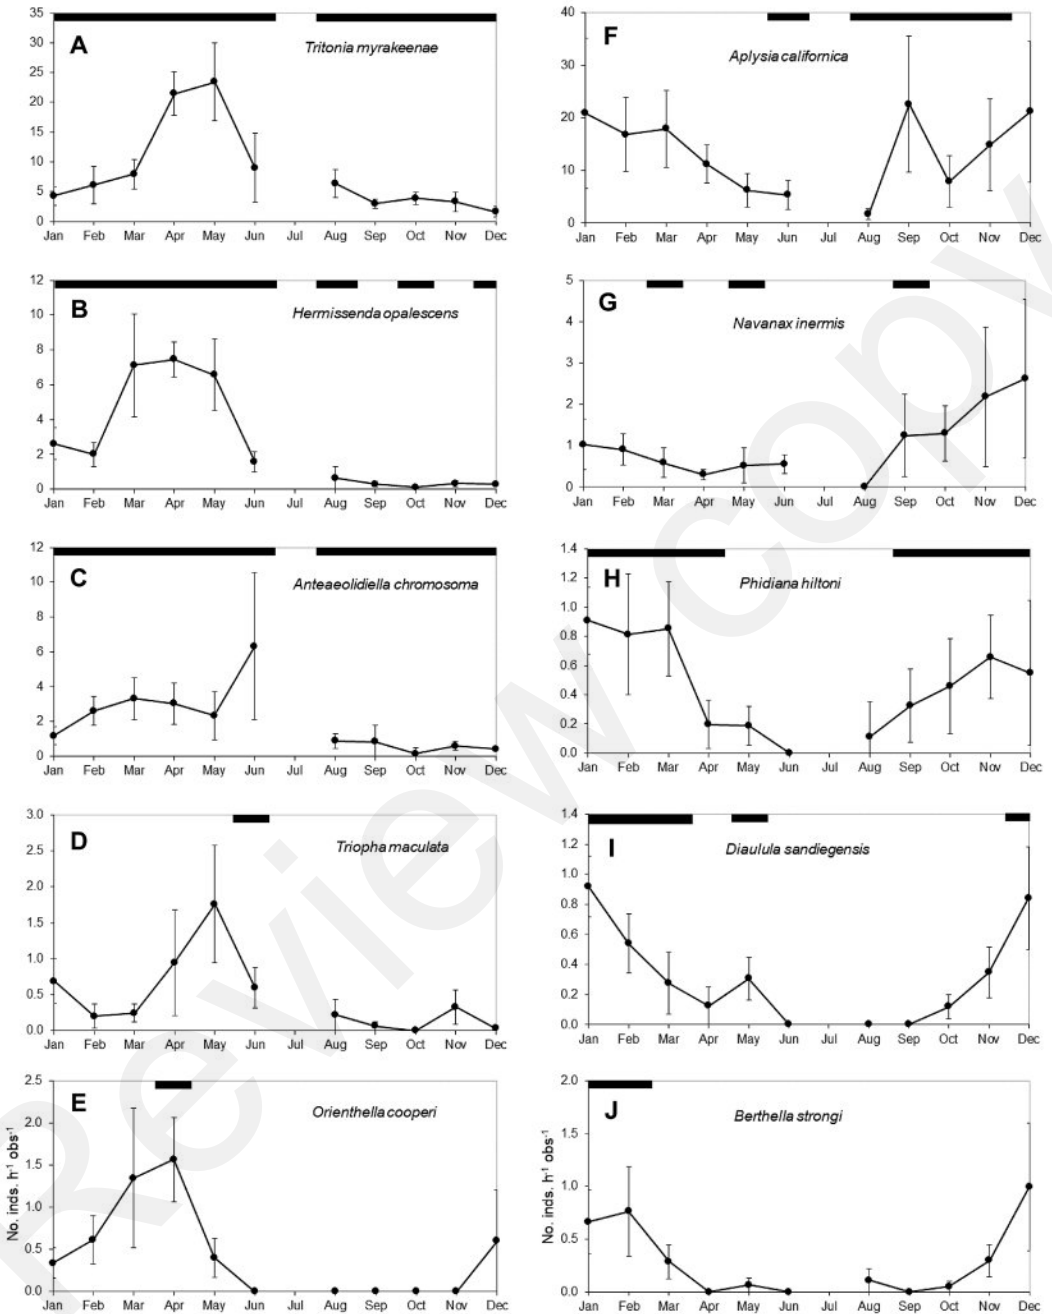 A
Tritonia myrakeenae
35
30
25
20
15
10
5
0
Jan Feb Mar Apr May Jun Jul Aug Sep Oct Nov Dec
F
Aplysia californica
40
30
20
10
0
Jan Feb Mar Apr May Jun Jul Aug Sep Oct Nov Dec
B
Hermissenda opalescens
12
10
8
6
4
2
0
Jan Feb Mar Apr May Jun Jul Aug Sep Oct Nov Dec
G
Navanax inermis
5
4
3
2
1
0
Jan Feb Mar Apr May Jun Jul Aug Sep Oct Nov Dec
C
Anteaeolidiella chromosoma
12
10
8
6
4
2
0
Jan Feb Mar Apr May Jun Jul Aug Sep Oct Nov Dec
H
Phidiana hiltoni
1.4
1.2
1.0
0.8
0.6
0.4
0.2
0.0
Jan Feb Mar Apr May Jun Jul Aug Sep Oct Nov Dec
D
Triopha maculata
3.0
2.5
2.0
1.5
1.0
0.5
0.0
Jan Feb Mar Apr May Jun Jul Aug Sep Oct Nov Dec
I
Diaulula sandiegensis
1.4
1.2
1.0
0.8
0.6
0.4
0.2
0.0
Jan Feb Mar Apr May Jun Jul Aug Sep Oct Nov Dec
E
Orienthella cooperi
2.5
2.0
1.5
1.0
0.5
0.0
No. inds. h⁻¹ obs⁻¹
Jan Feb Mar Apr May Jun Jul Aug Sep Oct Nov Dec
J
Berthella strongi
2.0
1.5
1.0
0.5
0.0
No. inds. h⁻¹ obs⁻¹
Jan Feb Mar Apr May Jun Jul Aug Sep Oct Nov Dec
Review copy